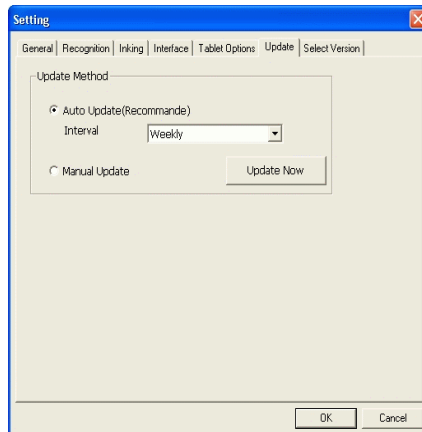 Setting
General Recognition Inking Interface Tablet Options Update Select Version
Update Method
Auto Update(Recommande)
Interval Weekly
Manual Update Update Now
OK Cancel